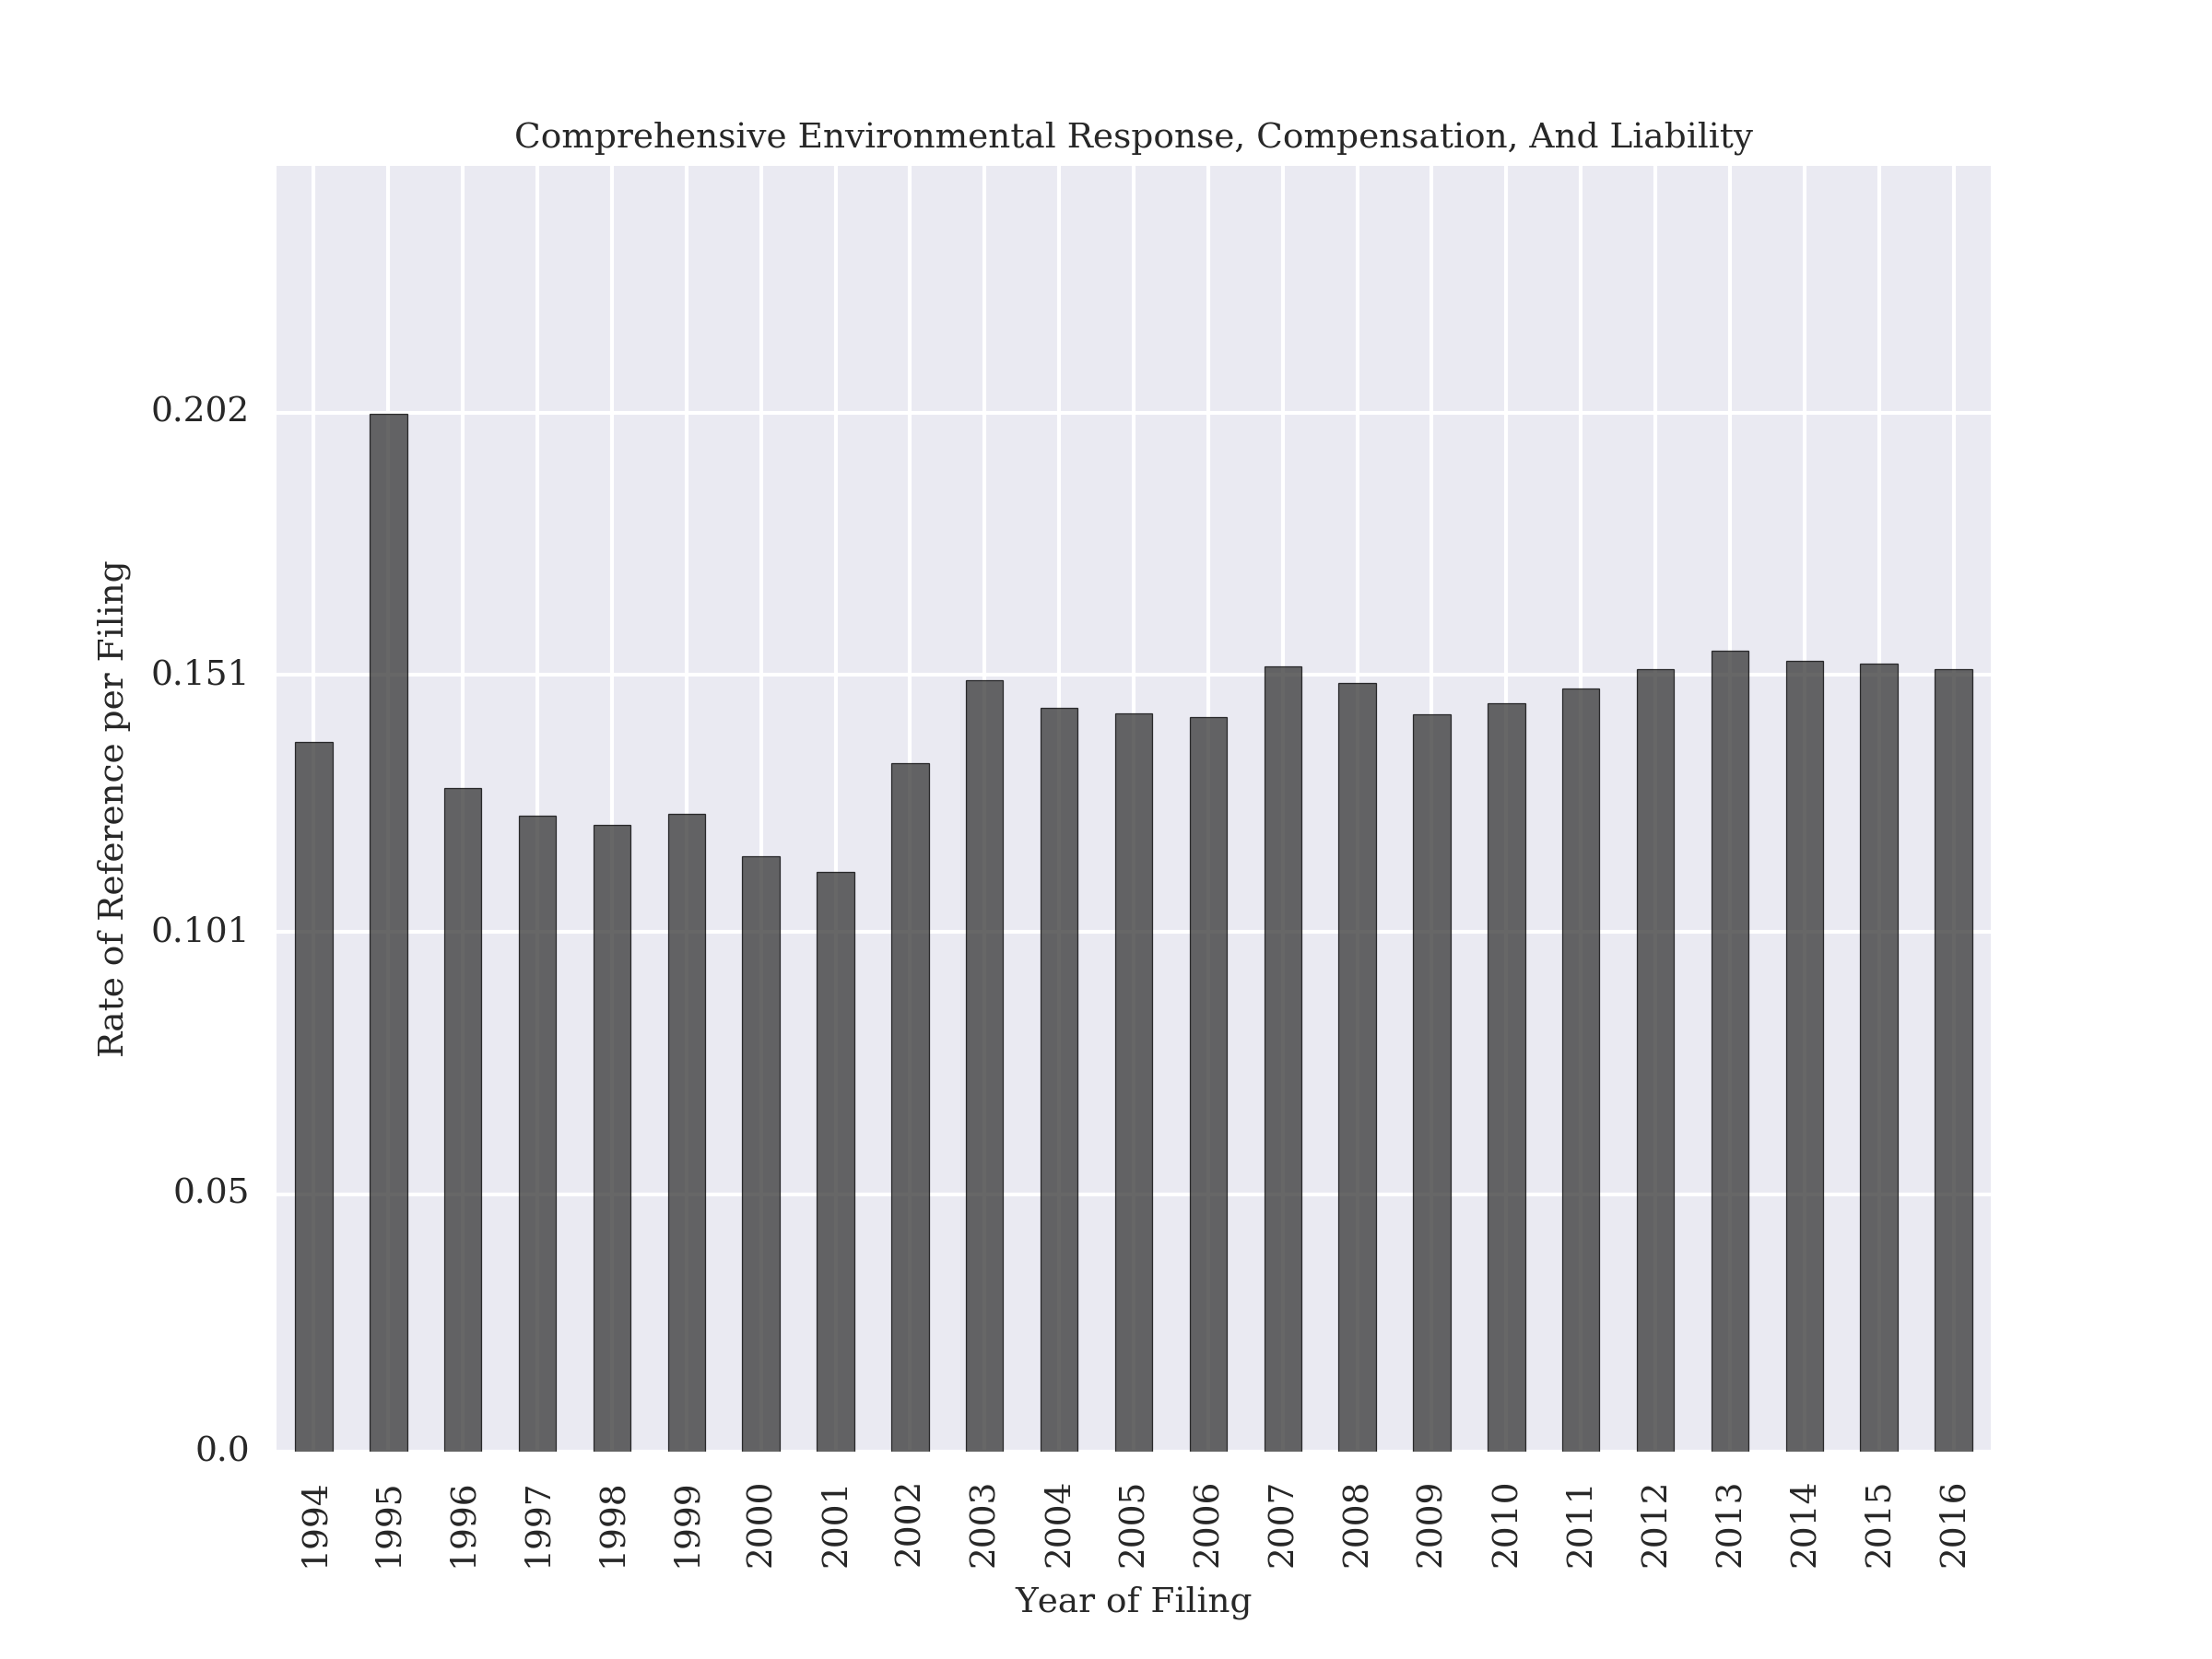 Comprehensive Environmental Response, Compensation, And Liability
Rate of Reference per Filing
0.202
0.151
0.101
0.05
0.0
1994 1995 1996 1997 1998 1999 2000 2001 2002 2003 2004 2005 2006 2007 2008 2009 2010 2011 2012 2013 2014 2015 2016
Year of Filing